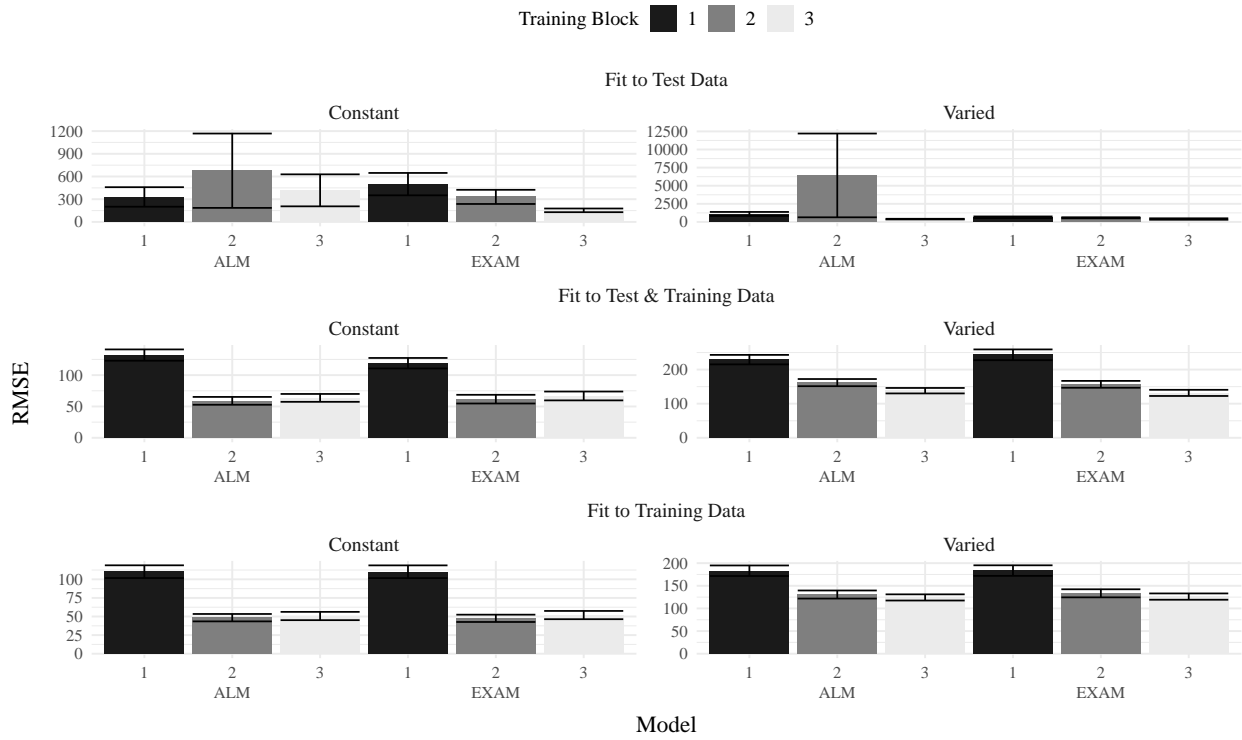 Training Block 1 2 3
Fit to Test Data
Constant
Varied
1200
900
600
300
0
12500
10000
7500
5000
2500
0
1 2 3 1 2 3
ALM EXAM
1 2 3 1 2 3
ALM EXAM
Fit to Test & Training Data
Constant
Varied
100
50
0
200
100
0
1 2 3 1 2 3
ALM EXAM
1 2 3 1 2 3
ALM EXAM
RMSE
Fit to Training Data
Constant
Varied
100
75
50
25
0
200
150
100
50
0
1 2 3 1 2 3
ALM EXAM
1 2 3 1 2 3
ALM EXAM
Model